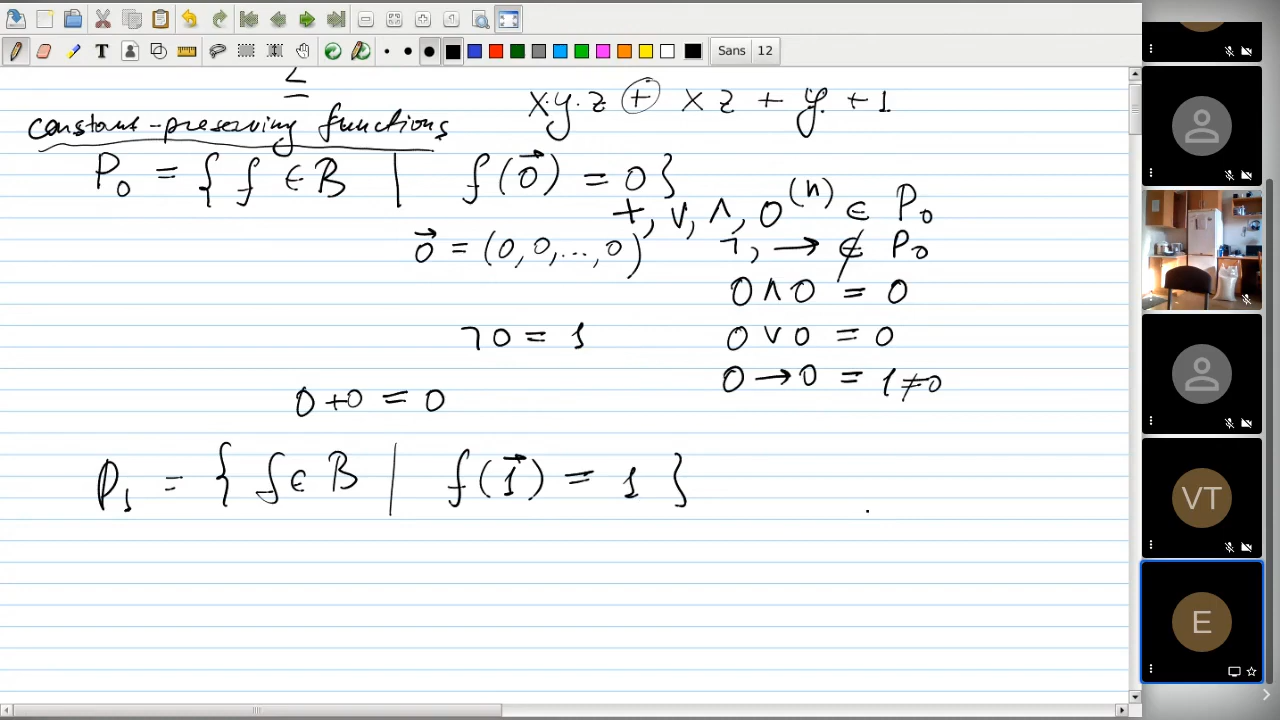 Sans 12
x·y·z + xz + y + 1
constant-preserving functions
P₀ = { f ∈ B | f(0⃗) = 0 }
+, ∨, ∧, 0⁽ⁿ⁾ ∈ P₀
0⃗ = (0,0,...,0)
¬, → ∉ P₀
0 ∧ 0 = 0
¬0 = 1
0 ∨ 0 = 0
0 → 0 = 1 ≠ 0
0 + 0 = 0
P₁ = { f ∈ B | f(1⃗) = 1 }
VT
E